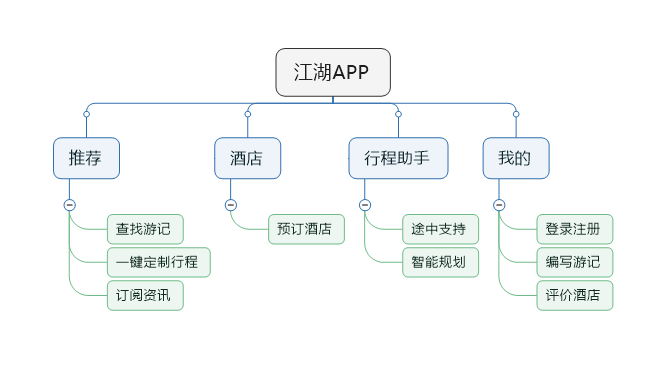 江湖APP
推荐
酒店
行程助手
我的
查找游记
预订酒店
途中支持
登录注册
一键定制行程
智能规划
编写游记
订阅资讯
评价酒店